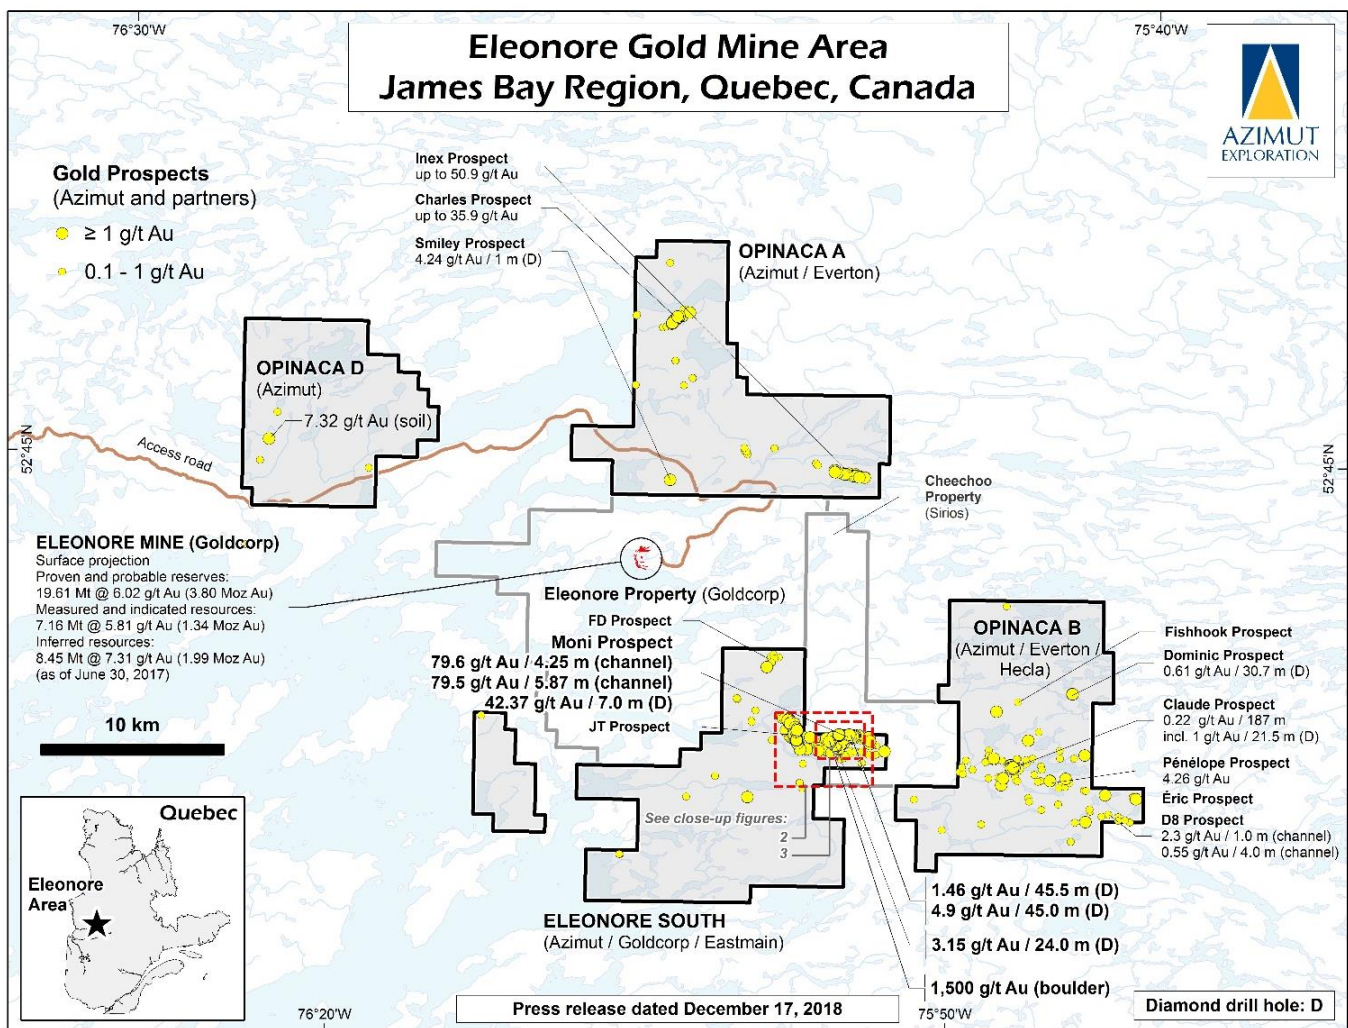 76°30'W
75°40'W
Eleonore Gold Mine Area
James Bay Region, Quebec, Canada
AZIMUT
EXPLORATION
Gold Prospects
(Azimut and partners)
≥ 1 g/t Au
0.1 - 1 g/t Au
Inex Prospect
up to 50.9 g/t Au
Charles Prospect
up to 35.9 g/t Au
Smiley Prospect
4.24 g/t Au / 1 m (D)
OPINACA A
(Azimut / Everton)
OPINACA D
(Azimut)
7.32 g/t Au (soil)
Access road
52°45'N
52°45'N
Cheechoo
Property
(Sirios)
ELEONORE MINE (Goldcorp)
Surface projection
Proven and probable reserves:
19.61 Mt @ 6.02 g/t Au (3.80 Moz Au)
Measured and indicated resources:
7.16 Mt @ 5.81 g/t Au (1.34 Moz Au)
Inferred resources:
8.45 Mt @ 7.31 g/t Au (1.99 Moz Au)
(as of June 30, 2017)
Eleonore Property (Goldcorp)
FD Prospect
Moni Prospect
79.6 g/t Au / 4.25 m (channel)
79.5 g/t Au / 5.87 m (channel)
42.37 g/t Au / 7.0 m (D)
JT Prospect
OPINACA B
(Azimut / Everton /
Hecla)
Fishhook Prospect
Dominic Prospect
0.61 g/t Au / 30.7 m (D)
Claude Prospect
0.22 g/t Au / 187 m
incl. 1 g/t Au / 21.5 m (D)
Pénélope Prospect
4.26 g/t Au
Éric Prospect
D8 Prospect
2.3 g/t Au / 1.0 m (channel)
0.55 g/t Au / 4.0 m (channel)
10 km
See close-up figures:
2
3
Quebec
Eleonore
Area
ELEONORE SOUTH
(Azimut / Goldcorp / Eastmain)
1.46 g/t Au / 45.5 m (D)
4.9 g/t Au / 45.0 m (D)
3.15 g/t Au / 24.0 m (D)
1,500 g/t Au (boulder)
Press release dated December 17, 2018
Diamond drill hole: D
76°20'W
75°50'W